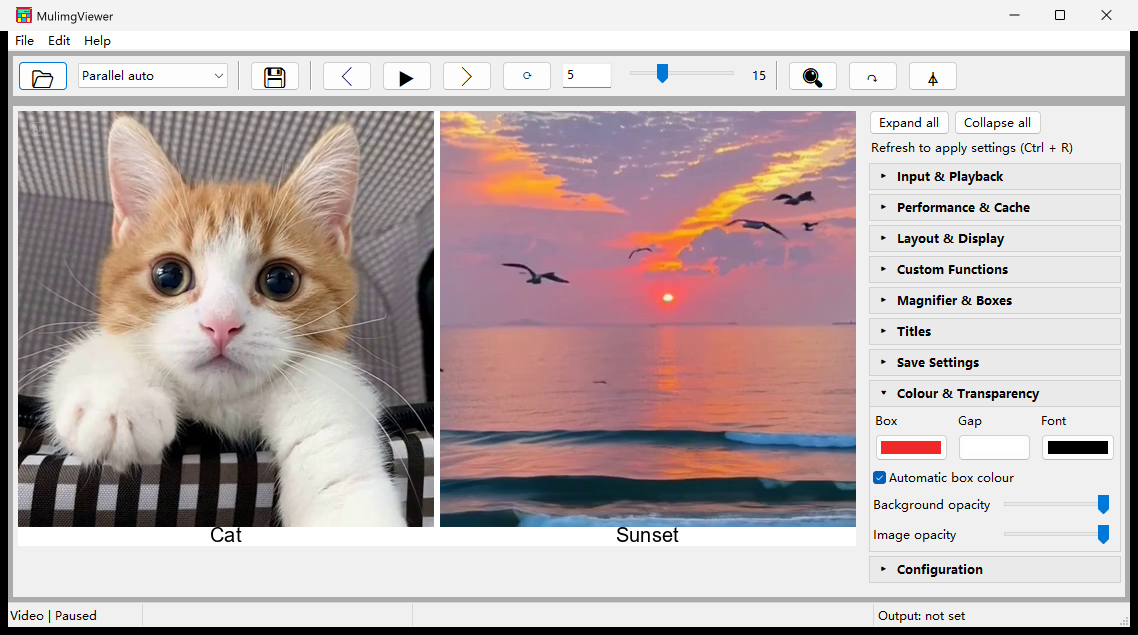 MulimgViewer
File Edit Help
Parallel auto 5 15
Expand all Collapse all
Refresh to apply settings (Ctrl + R)
Input & Playback
Performance & Cache
Layout & Display
Custom Functions
Magnifier & Boxes
Titles
Save Settings
Colour & Transparency
Box Gap Font
Automatic box colour
Background opacity
Image opacity
Configuration
Cat Sunset
Video | Paused Output: not set